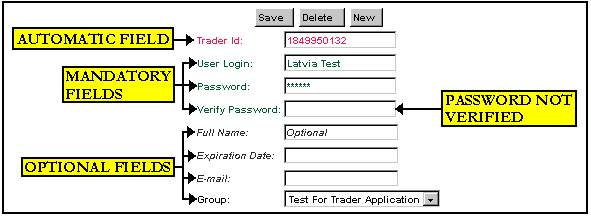 Save Delete New
AUTOMATIC FIELD Trader Id: 1849950132
User Login: Latvia Test
MANDATORY
FIELDS
Password: ******
Verify Password:
PASSWORD NOT
VERIFIED
Full Name: Optional
Expiration Date:
OPTIONAL FIELDS
E-mail:
Group: Test For Trader Application